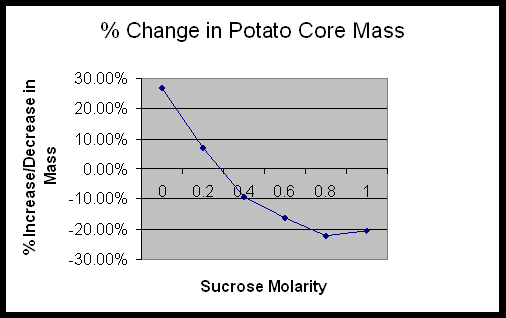 % Change in Potato Core Mass
% Increase/Decrease in
Mass
30.00%
20.00%
10.00%
0.00%
-10.00%
-20.00%
-30.00%
0 0.2 0.4 0.6 0.8 1
Sucrose Molarity